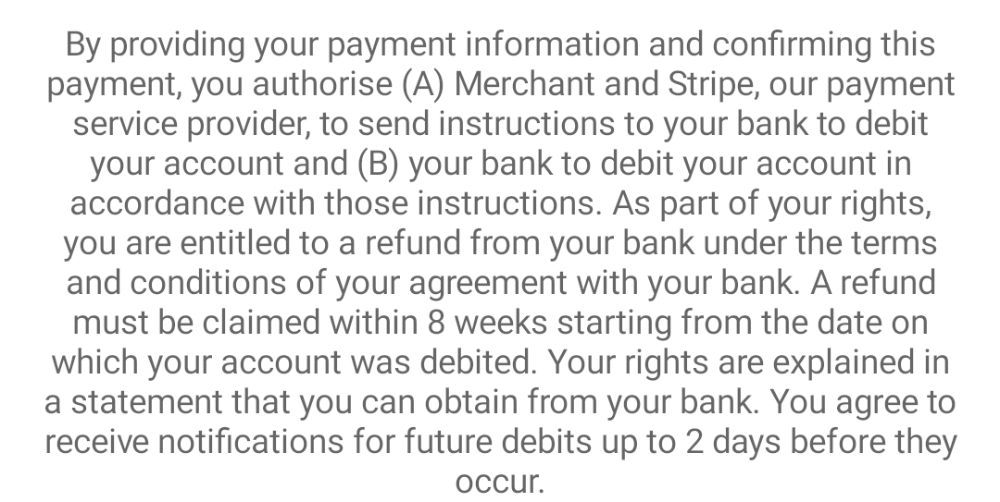 By providing your payment information and confirming this
payment, you authorise (A) Merchant and Stripe, our payment
service provider, to send instructions to your bank to debit
your account and (B) your bank to debit your account in
accordance with those instructions. As part of your rights,
you are entitled to a refund from your bank under the terms
and conditions of your agreement with your bank. A refund
must be claimed within 8 weeks starting from the date on
which your account was debited. Your rights are explained in
a statement that you can obtain from your bank. You agree to
receive notifications for future debits up to 2 days before they
occur.